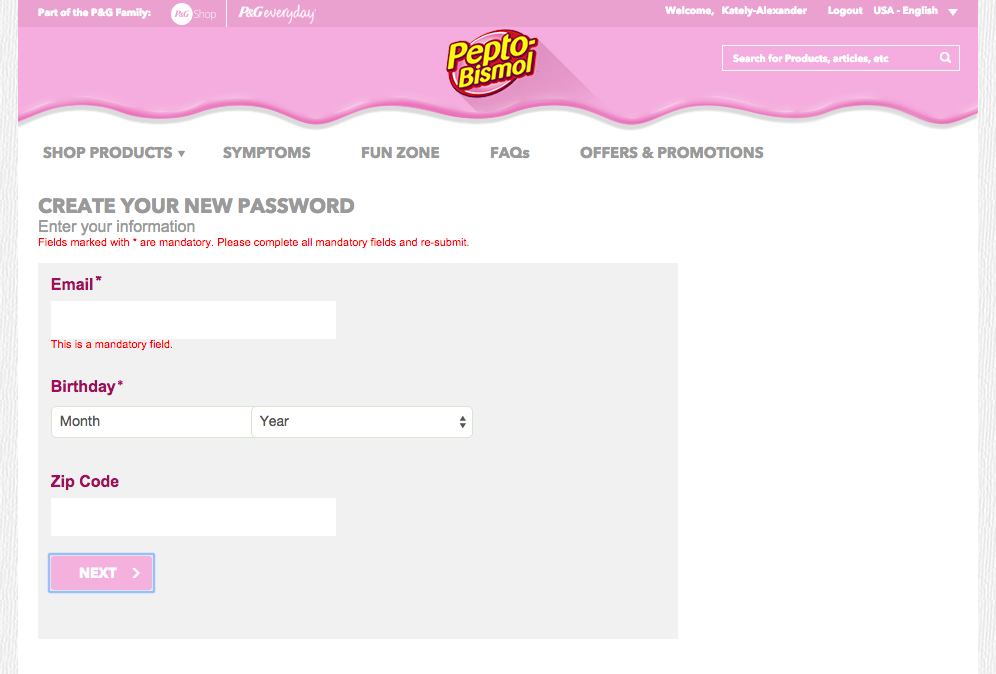 Part of the P&G Family: P&G Shop P&G everyday Welcome, Kately-Alexander Logout USA - English
Pepto-
Bismol
Search for Products, articles, etc
SHOP PRODUCTS SYMPTOMS FUN ZONE FAQs OFFERS & PROMOTIONS
CREATE YOUR NEW PASSWORD
Enter your information
Fields marked with * are mandatory. Please complete all mandatory fields and re-submit.
Email*
This is a mandatory field.
Birthday*
Month Year
Zip Code
NEXT